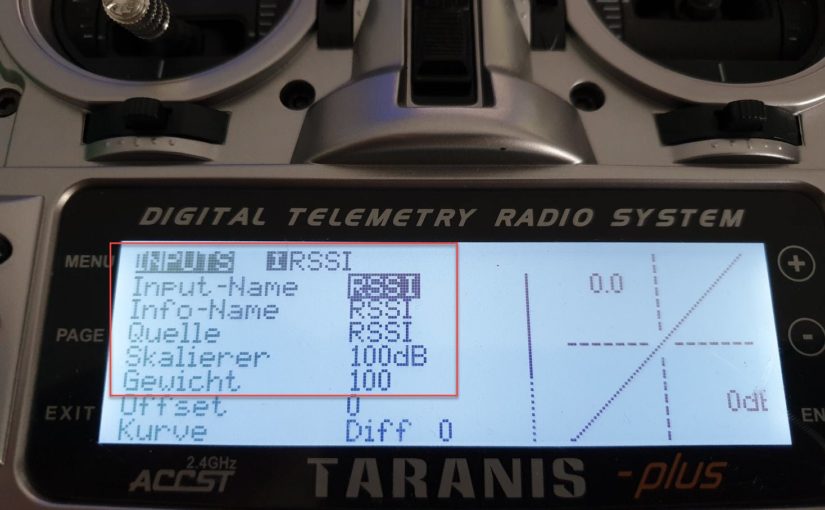 DIGITAL TELEMETRY RADIO SYSTEM
MENU
INPUTS IRSSI
Input-Name RSSI
Info-Name RSSI
Quelle RSSI
Skalierer 100dB
Gewicht 100
Offset 0
Kurve Diff 0
0.0
PAGE
EXIT
+
-
EN
2.4GHz
ACCST
TARANIS -plus